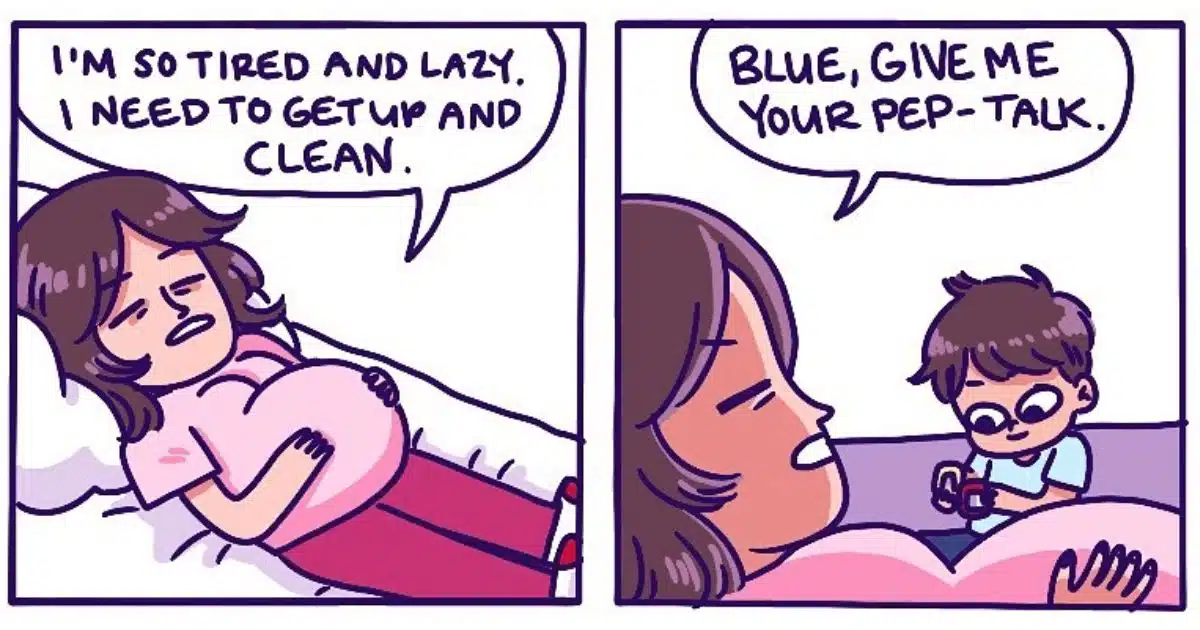 I'M SO TIRED AND LAZY.
I NEED TO GET UP AND
CLEAN.
BLUE, GIVE ME
YOUR PEP-TALK.